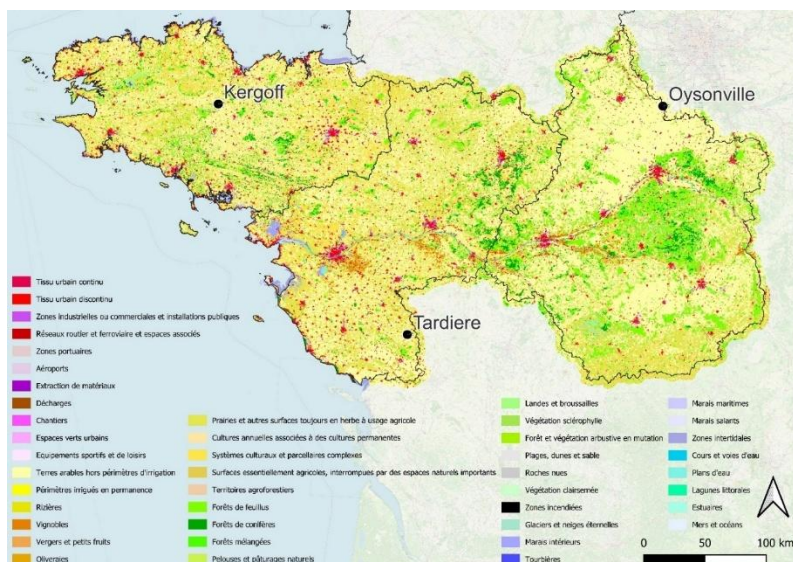 Kergoff
Oysonville
Tardiere
Tissu urbain continu
Tissu urbain discontinu
Zones industrielles ou commerciales et installations publiques
Réseaux routier et ferroviaire et espaces associés
Zones portuaires
Aéroports
Extraction de matériaux
Décharges
Chantiers
Espaces verts urbains
Equipements sportifs et de loisirs
Terres arables hors périmètres d'irrigation
Périmètres irrigués en permanence
Rizières
Vignobles
Vergers et petits fruits
Oliveraies
Prairies et autres surfaces toujours en herbe à usage agricole
Cultures annuelles associées à des cultures permanentes
Systèmes culturaux et parcellaires complexes
Surfaces essentiellement agricoles, interrompues par des espaces naturels importants
Territoires agroforestiers
Forêts de feuillus
Forêts de conifères
Forêts mélangées
Pelouses et pâturages naturels
Landes et broussailles
Végétation sclérophylle
Forêt et végétation arbustive en mutation
Plages, dunes et sable
Roches nues
Végétation clairsemée
Zones incendiées
Glaciers et neiges éternelles
Marais intérieurs
Tourbières
Marais maritimes
Marais salants
Zones intertidales
Cours et voies d'eau
Plans d'eau
Lagunes littorales
Estuaires
Mers et océans
0 50 100 km